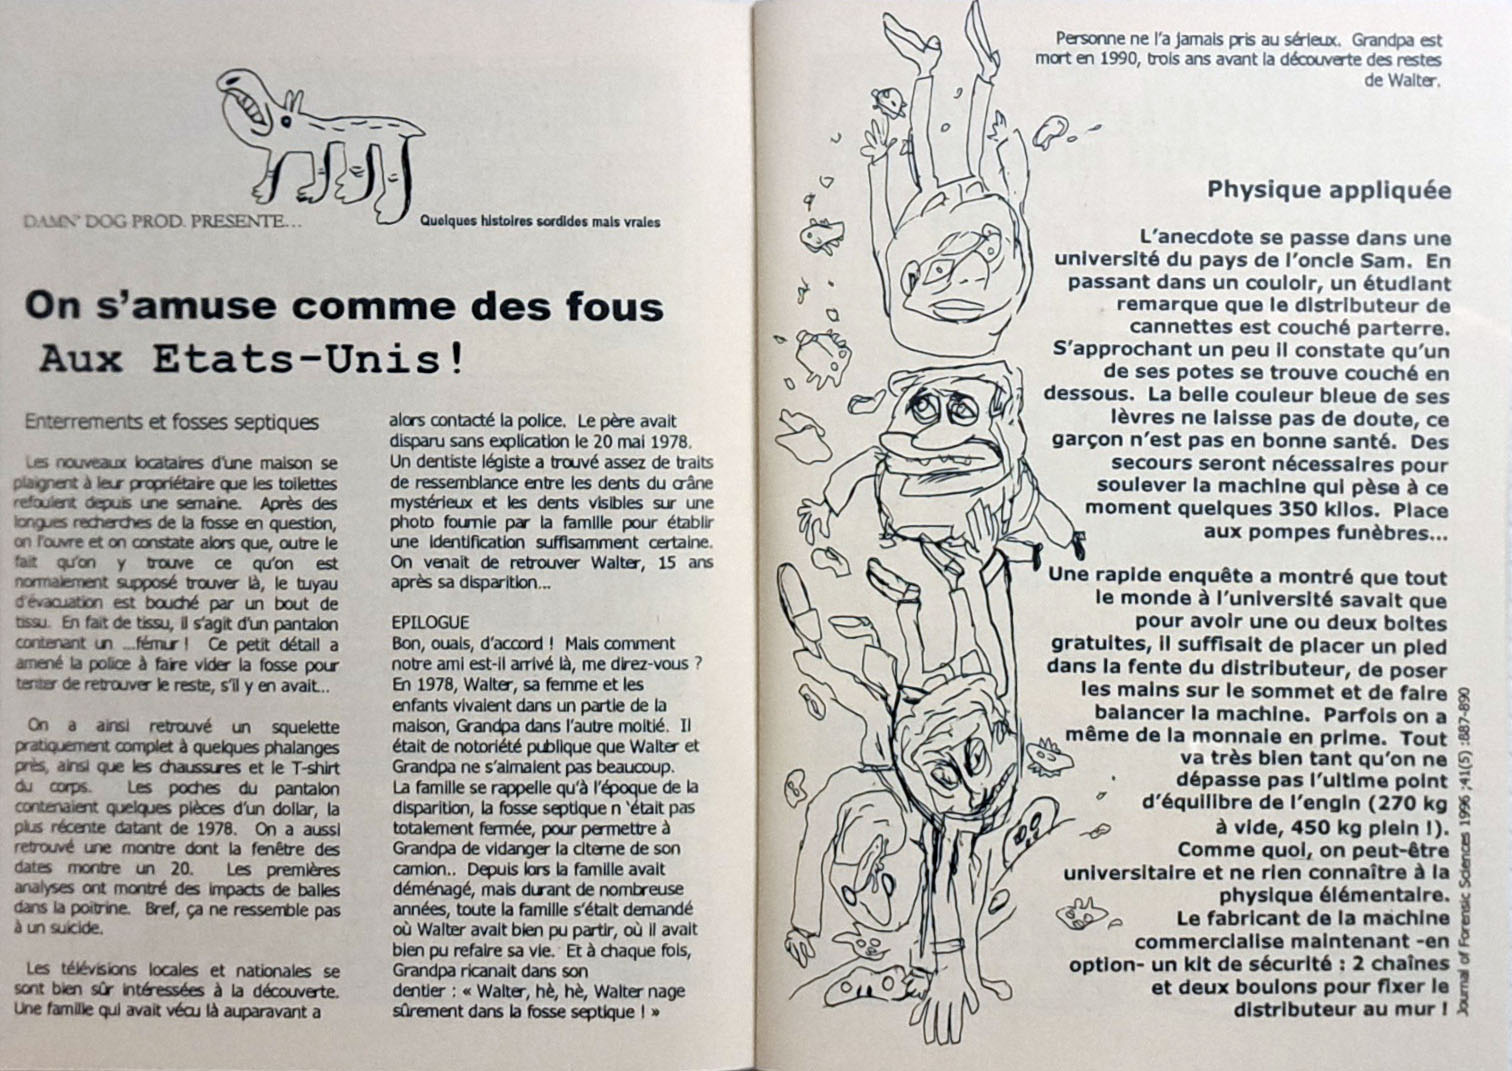 DAMN' DOG PROD. PRESENTE...
Quelques histoires sordides mais vraies
On s'amuse comme des fous
Aux Etats-Unis!
Enterrements et fosses septiques
Les nouveaux locataires d'une maison se
plaignent à leur propriétaire que les toilettes
refoulent depuis une semaine. Après des
longues recherches de la fosse en question,
on l'ouvre et on constate alors que, outre le
fait qu'on y trouve ce qu'on est
normalement supposé trouver là, le tuyau
d'évacuation est bouché par un bout de
tissu. En fait de tissu, il s'agit d'un pantalon
contenant un ...fémur ! Ce petit détail a
amené la police à faire vider la fosse pour
tenter de retrouver le reste, s'il y en avait...
On a ainsi retrouvé un squelette
pratiquement complet à quelques phalanges
près, ainsi que les chaussures et le T-shirt
du corps. Les poches du pantalon
contenaient quelques pièces d'un dollar, la
plus récente datant de 1978. On a aussi
retrouvé une montre dont la fenêtre des
dates montre un 20. Les premières
analyses ont montré des impacts de balles
dans la poitrine. Bref, ça ne ressemble pas
à un suicide.
Les télévisions locales et nationales se
sont bien sûr intéressées à la découverte.
Une famille qui avait vécu là auparavant a
alors contacté la police. Le père avait
disparu sans explication le 20 mai 1978.
Un dentiste légiste a trouvé assez de traits
de ressemblance entre les dents du crâne
mystérieux et les dents visibles sur une
photo fournie par la famille pour établir
une identification suffisamment certaine.
On venait de retrouver Walter, 15 ans
après sa disparition...
EPILOGUE
Bon, ouais, d'accord ! Mais comment
notre ami est-il arrivé là, me direz-vous ?
En 1978, Walter, sa femme et les
enfants vivaient dans un partie de la
maison, Grandpa dans l'autre moitié. Il
était de notoriété publique que Walter et
Grandpa ne s'aimaient pas beaucoup.
La famille se rappelle qu'à l'époque de la
disparition, la fosse septique n 'était pas
totalement fermée, pour permettre à
Grandpa de vidanger la citerne de son
camion.. Depuis lors la famille avait
déménagé, mais durant de nombreuse
années, toute la famille s'était demandé
où Walter avait bien pu partir, où il avait
bien pu refaire sa vie. Et à chaque fois,
Grandpa ricanait dans son
dentier : « Walter, hè, hè, Walter nage
sûrement dans la fosse septique ! »
Personne ne l'a jamais pris au sérieux. Grandpa est
mort en 1990, trois ans avant la découverte des restes
de Walter.
Physique appliquée
L'anecdote se passe dans une
université du pays de l'oncle Sam. En
passant dans un couloir, un étudiant
remarque que le distributeur de
cannettes est couché parterre.
S'approchant un peu il constate qu'un
de ses potes se trouve couché en
dessous. La belle couleur bleue de ses
lèvres ne laisse pas de doute, ce
garçon n'est pas en bonne santé. Des
secours seront nécessaires pour
soulever la machine qui pèse à ce
moment quelques 350 kilos. Place
aux pompes funèbres...
Une rapide enquête a montré que tout
le monde à l'université savait que
pour avoir une ou deux boites
gratuites, il suffisait de placer un pied
dans la fente du distributeur, de poser
les mains sur le sommet et de faire
balancer la machine. Parfois on a
même de la monnaie en prime. Tout
va très bien tant qu'on ne
dépasse pas l'ultime point
d'équilibre de l'engin (270 kg
à vide, 450 kg plein !).
Comme quoi, on peut-être
universitaire et ne rien connaître à la
physique élémentaire.
Le fabricant de la machine
commercialise maintenant -en
option- un kit de sécurité : 2 chaînes
et deux boulons pour fixer le
distributeur au mur !
Journal of Forensic Sciences 1996 ;41(5) :887-890